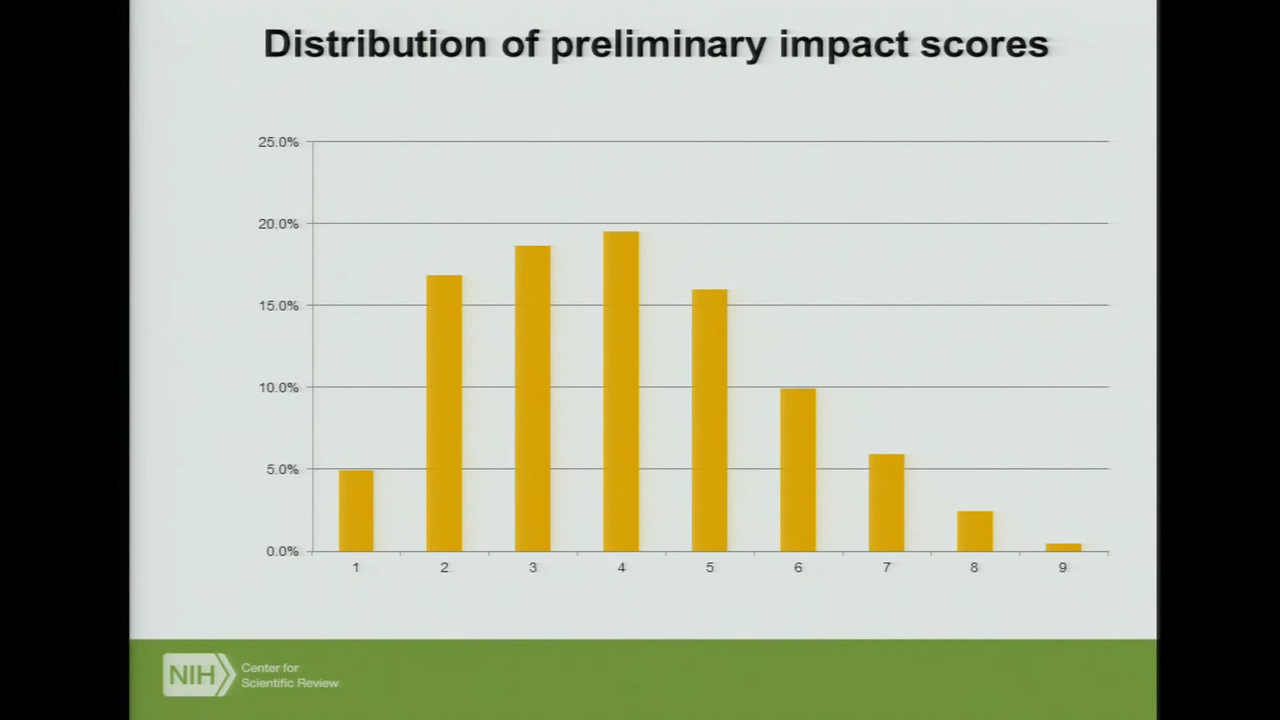 Distribution of preliminary impact scores
25.0%
20.0%
15.0%
10.0%
5.0%
0.0%
1 2 3 4 5 6 7 8 9
NIH
Center for
Scientific Review